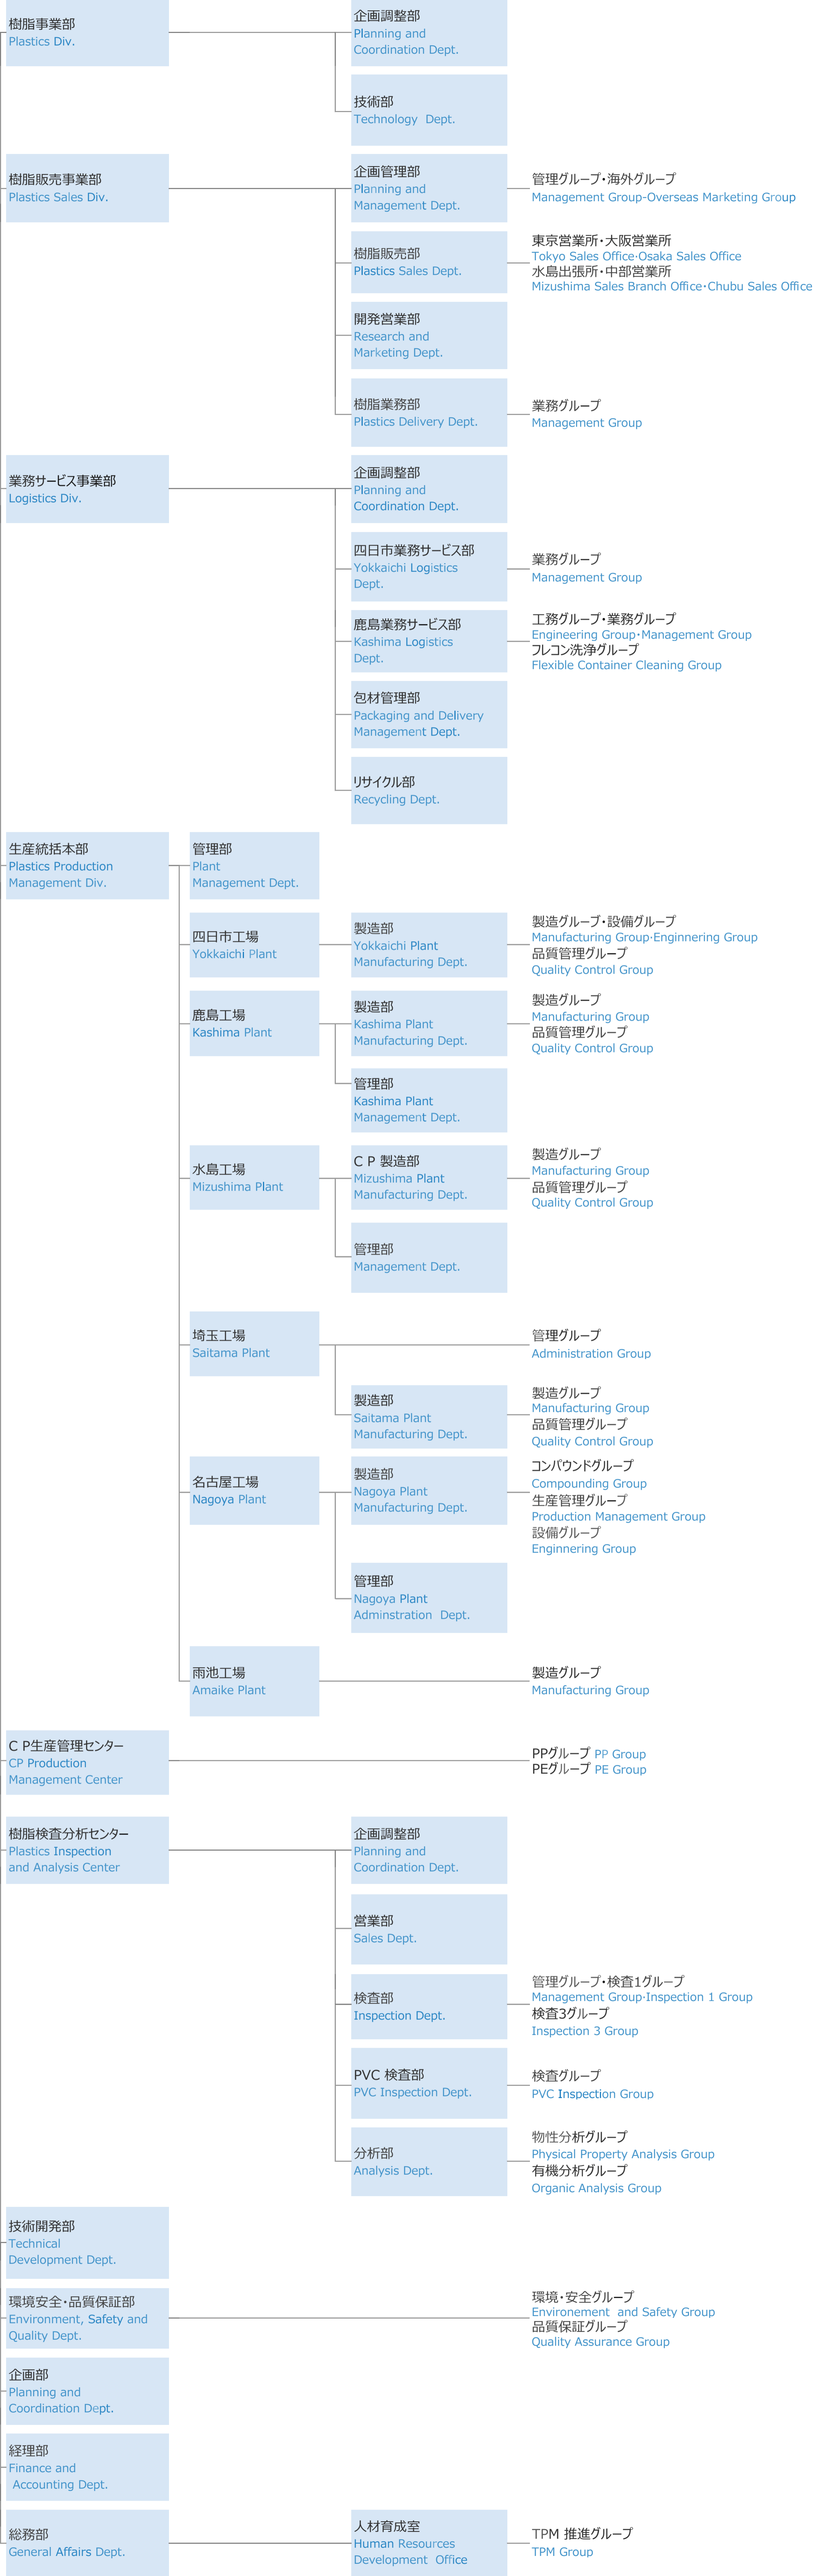 樹脂事業部
Plastics Div.
企画調整部
Planning and
Coordination Dept.
技術部
Technology  Dept.
樹脂販売事業部
Plastics Sales Div.
企画管理部
Planning and
Management Dept.
管理グループ・海外グループ
Management Group-Overseas Marketing Group
樹脂販売部
Plastics Sales Dept.
東京営業所・大阪営業所
Tokyo Sales Office·Osaka Sales Office
水島出張所・中部営業所
Mizushima Sales Branch Office・Chubu Sales Office
開発営業部
Research and
Marketing Dept.
樹脂業務部
Plastics Delivery Dept.
業務グループ
Management Group
業務サービス事業部
Logistics Div.
企画調整部
Planning and
Coordination Dept.
四日市業務サービス部
Yokkaichi Logistics
Dept.
業務グループ
Management Group
鹿島業務サービス部
Kashima Logistics
Dept.
工務グループ・業務グループ
Engineering Group・Management Group
フレコン洗浄グループ
Flexible Container Cleaning Group
包材管理部
Packaging and Delivery
Management Dept.
リサイクル部
Recycling Dept.
生産統括本部
Plastics Production
Management Div.
管理部
Plant
Management Dept.
四日市工場
Yokkaichi Plant
製造部
Yokkaichi Plant
Manufacturing Dept.
製造グループ・設備グループ
Manufacturing Group·Enginnering Group
品質管理グループ
Quality Control Group
鹿島工場
Kashima Plant
製造部
Kashima Plant
Manufacturing Dept.
製造グループ
Manufacturing Group
品質管理グループ
Quality Control Group
管理部
Kashima Plant
Management Dept.
水島工場
Mizushima Plant
C P 製造部
Mizushima Plant
Manufacturing Dept.
製造グループ
Manufacturing Group
品質管理グループ
Quality Control Group
管理部
Management Dept.
埼玉工場
Saitama Plant
管理グループ
Administration Group
製造部
Saitama Plant
Manufacturing Dept.
製造グループ
Manufacturing Group
品質管理グループ
Quality Control Group
名古屋工場
Nagoya Plant
製造部
Nagoya Plant
Manufacturing Dept.
コンパウンドグループ
Compounding Group
生産管理グループ
Production Management Group
設備グループ
Enginnering Group
管理部
Nagoya Plant
Adminstration  Dept.
雨池工場
Amaike Plant
製造グループ
Manufacturing Group
C P生産管理センター
CP Production
Management Center
PPグループ PP Group
PEグループ PE Group
樹脂検査分析センター
Plastics Inspection
and Analysis Center
企画調整部
Planning and
Coordination Dept.
営業部
Sales Dept.
検査部
Inspection Dept.
管理グループ・検査1グループ
Management Group·Inspection 1 Group
検査3グループ
Inspection 3 Group
PVC 検査部
PVC Inspection Dept.
検査グループ
PVC Inspection Group
分析部
Analysis Dept.
物性分析グループ
Physical Property Analysis Group
有機分析グループ
Organic Analysis Group
技術開発部
Technical
Development Dept.
環境安全・品質保証部
Environment, Safety and
Quality Dept.
環境・安全グループ
Environement  and Safety Group
品質保証グループ
Quality Assurance Group
企画部
Planning and
Coordination Dept.
経理部
Finance and
Accounting Dept.
総務部
General Affairs Dept.
人材育成室
Human Resources
Development  Office
TPM 推進グループ
TPM Group